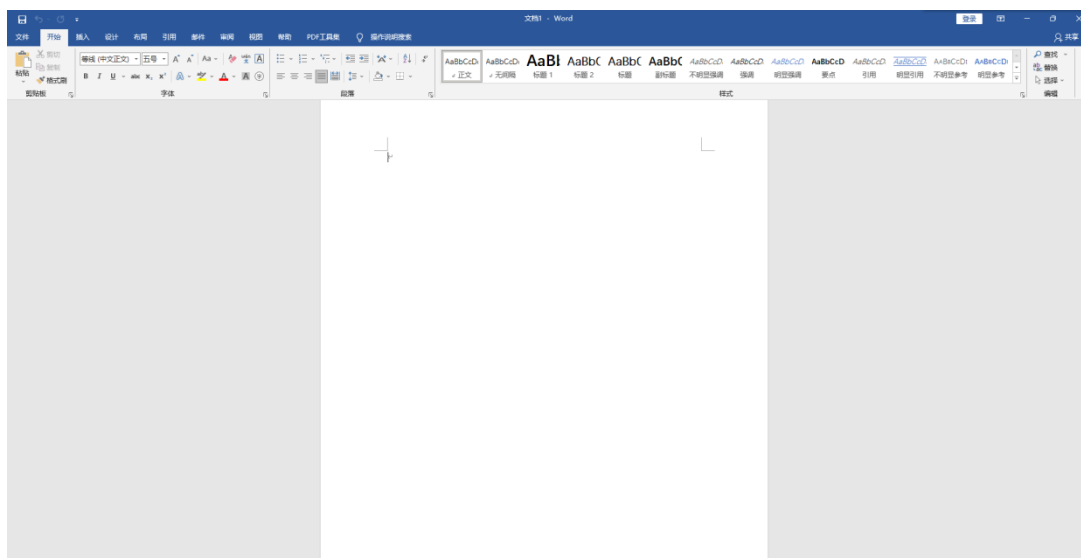 文档1 - Word
登录
文件 开始 插入 设计 布局 引用 邮件 审阅 视图 帮助 PDF工具集 操作说明搜索
共享
剪切
复制
格式刷
粘贴
剪贴板
等线 (中文正文) 五号 A A Aa
B I U abc x₂ x² A A A
字体
段落
AaBbCcDi AaBbCcDi AaBl AaBbC AaBbC AaBbC AaBbCcD AaBbCcD AaBbCcD AaBbCcD AaBbCcD AaBbCcD AaBbCcDi AaBbCcDi
正文 无间隔 标题 1 标题 2 标题 副标题 不明显强调 强调 明显强调 要点 引用 明显引用 不明显参考 明显参考
样式
查找
替换
选择
编辑